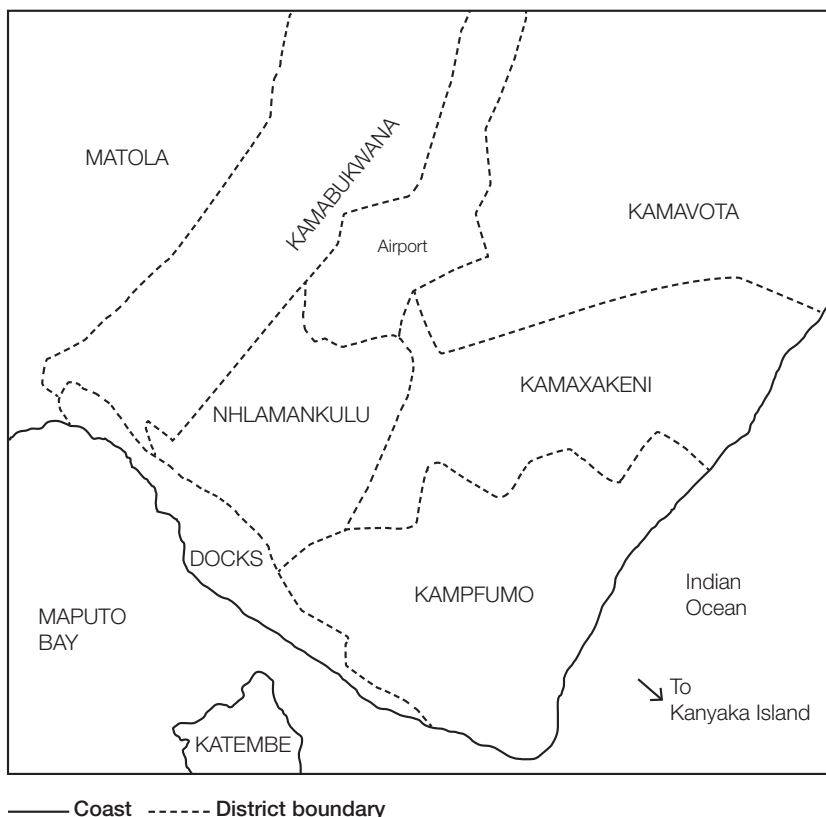 MATOLA
KAMABUKWANA
KAMAVOTA
Airport
KAMAXAKENI
NHLAMANKULU
DOCKS
KAMPFUMO
Indian
Ocean
MAPUTO
BAY
To
Kanyaka Island
KATEMBE
Coast District boundary